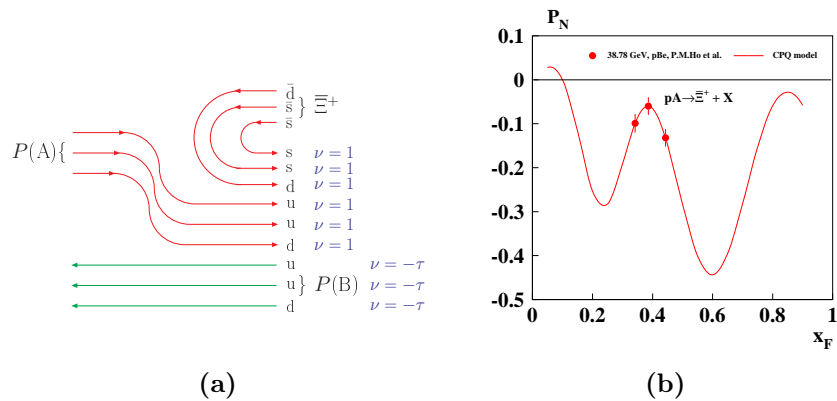 P(A){
d̄
s̄ } Ξ̄⁺
s̄
s ν = 1
s ν = 1
d ν = 1
u ν = 1
u ν = 1
d ν = 1
u ν = −τ
u } P(B) ν = −τ
d ν = −τ
(a)
P_N
0.1
0
-0.1
-0.2
-0.3
-0.4
-0.5
38.78 GeV, pBe, P.M.Ho et al.
CPQ model
pA→Ξ̄⁺ + X
0 0.2 0.4 0.6 0.8 1
x_F
(b)